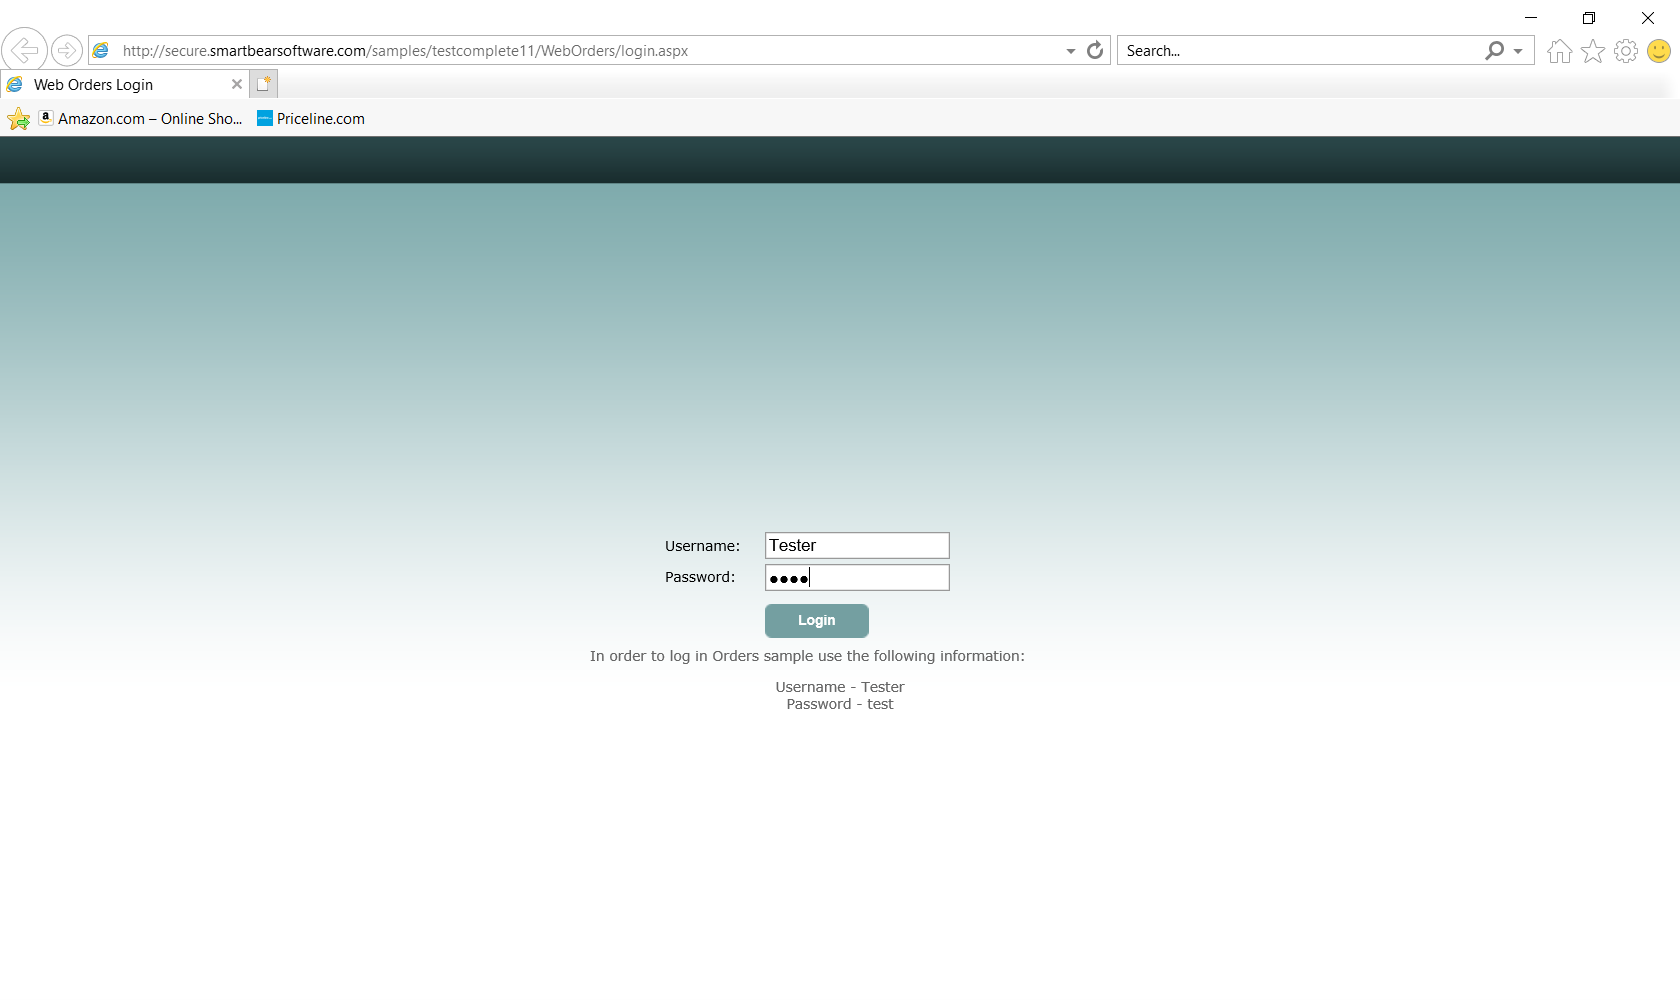 http://secure.smartbearsoftware.com/samples/testcomplete11/WebOrders/login.aspx
Search...
Web Orders Login
a Amazon.com – Online Sho...
Priceline.com
Username: Tester
Password: ••••
Login
In order to log in Orders sample use the following information:
Username - Tester
Password - test